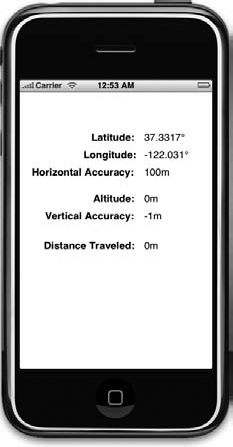 Carrier 12:53 AM
Latitude: 37.3317°
Longitude: -122.031°
Horizontal Accuracy: 100m
Altitude: 0m
Vertical Accuracy: -1m
Distance Traveled: 0m